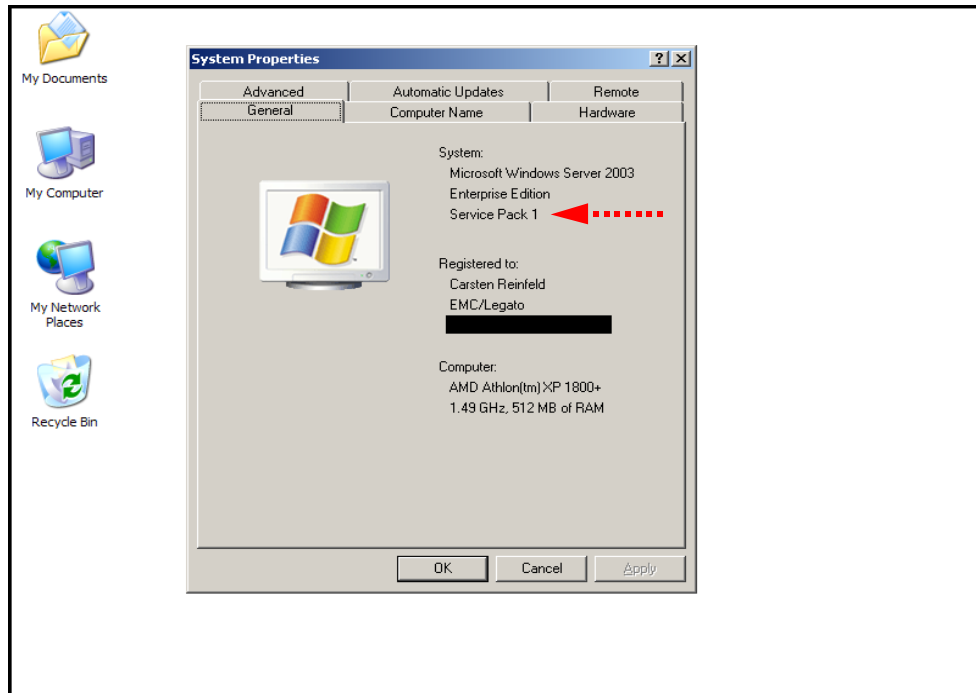 My Documents
My Computer
My Network
Places
Recycle Bin
System Properties
Advanced
Automatic Updates
Remote
General
Computer Name
Hardware
System:
Microsoft Windows Server 2003
Enterprise Edition
Service Pack 1
Registered to:
Carsten Reinfeld
EMC/Legato
Computer:
AMD Athlon(tm) XP 1800+
1.49 GHz, 512 MB of RAM
OK
Cancel
Apply